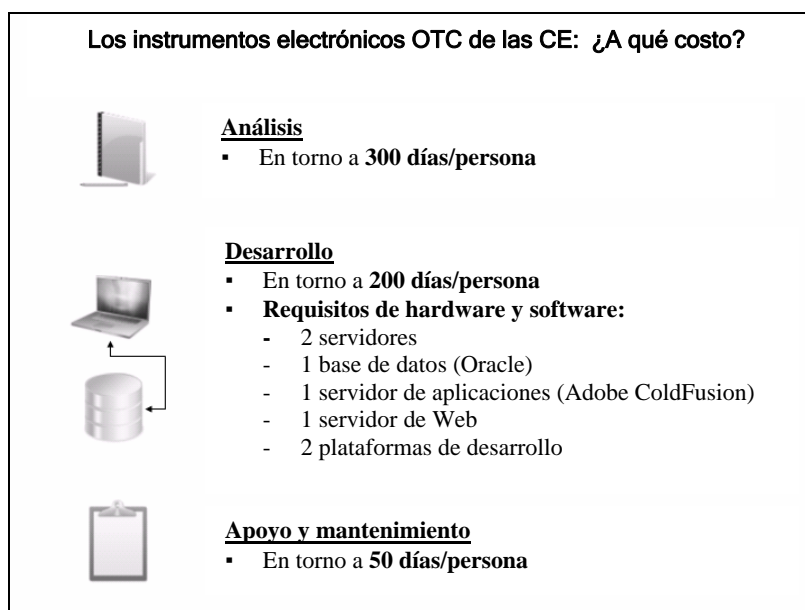 Los instrumentos electrónicos OTC de las CE: ¿A qué costo?
Análisis
▪ En torno a 300 días/persona
Desarrollo
▪ En torno a 200 días/persona
▪ Requisitos de hardware y software:
- 2 servidores
- 1 base de datos (Oracle)
- 1 servidor de aplicaciones (Adobe ColdFusion)
- 1 servidor de Web
- 2 plataformas de desarrollo
Apoyo y mantenimiento
▪ En torno a 50 días/persona